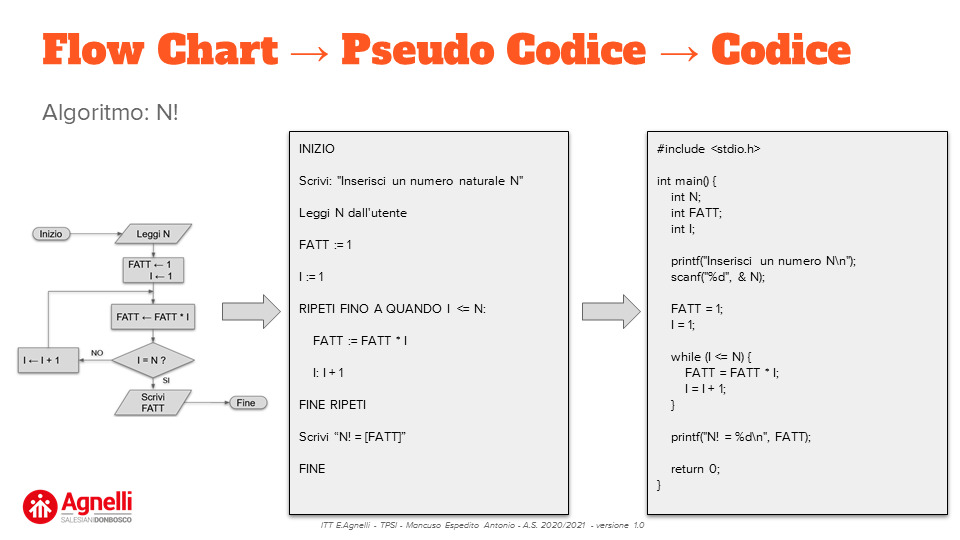 Flow Chart → Pseudo Codice → Codice
Algoritmo: N!
Inizio
Leggi N
FATT ← 1
I ← 1
FATT ← FATT * I
I ← I + 1
NO
I = N ?
SI
Scrivi
FATT
Fine
INIZIO
Scrivi: "Inserisci un numero naturale N"
Leggi N dall'utente
FATT := 1
I := 1
RIPETI FINO A QUANDO I <= N:
FATT := FATT * I
I: I + 1
FINE RIPETI
Scrivi “N! = [FATT]”
FINE
#include <stdio.h>
int main() {
int N;
int FATT;
int I;
printf("Inserisci un numero N\n");
scanf("%d", & N);
FATT = 1;
I = 1;
while (I <= N) {
FATT = FATT * I;
I = I + 1;
}
printf("N! = %d\n", FATT);
return 0;
}
Agnelli
SALESIANI DONBOSCO
ITT E.Agnelli - TPSI - Mancuso Espedito Antonio - A.S. 2020/2021 - versione 1.0